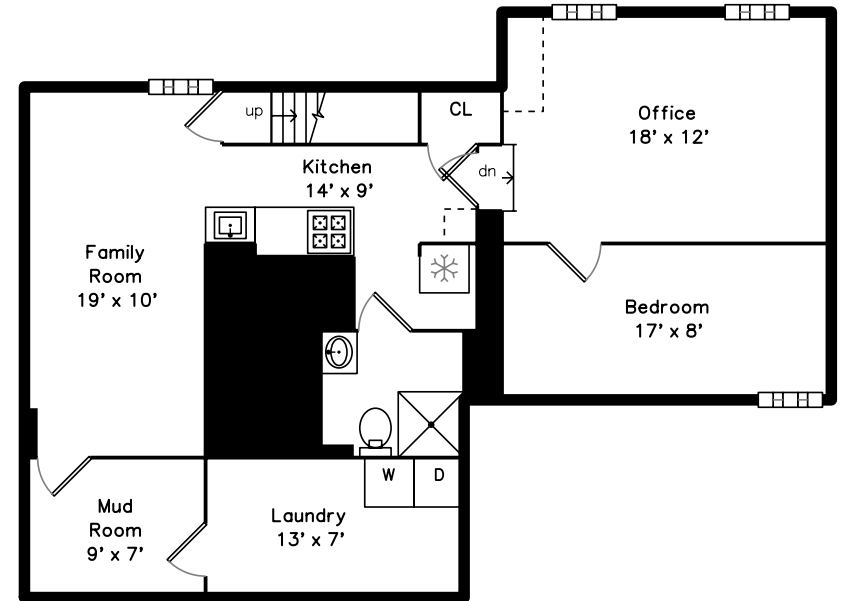 up
CL
Office
18' x 12'
Kitchen
14' x 9'
dn
Family
Room
19' x 10'
Bedroom
17' x 8'
W
D
Mud
Room
9' x 7'
Laundry
13' x 7'